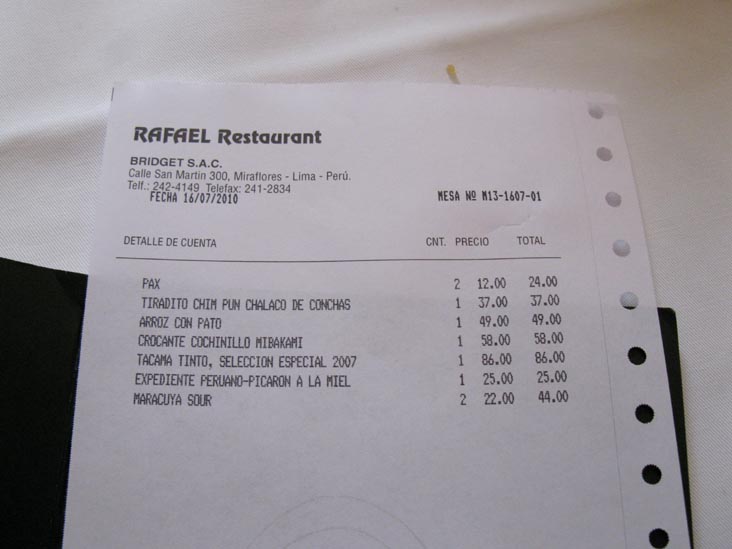 RAFAEL Restaurant
BRIDGET S.A.C.
Calle San Martin 300, Miraflores - Lima - Perú.
Telf.: 242-4149 Telefax: 241-2834
FECHA 16/07/2010 MESA Nº M13-1607-01
DETALLE DE CUENTA CNT. PRECIO TOTAL
PAX 2 12.00 24.00
TIRADITO CHIM PUN CHALACO DE CONCHAS 1 37.00 37.00
ARROZ CON PATO 1 49.00 49.00
CROCANTE COCHINILLO MIBAKAMI 1 58.00 58.00
TACAMA TINTO, SELECCION ESPECIAL 2007 1 86.00 86.00
EXPEDIENTE PERUANO-PICARON A LA MIEL 1 25.00 25.00
MARACUYA SOUR 2 22.00 44.00